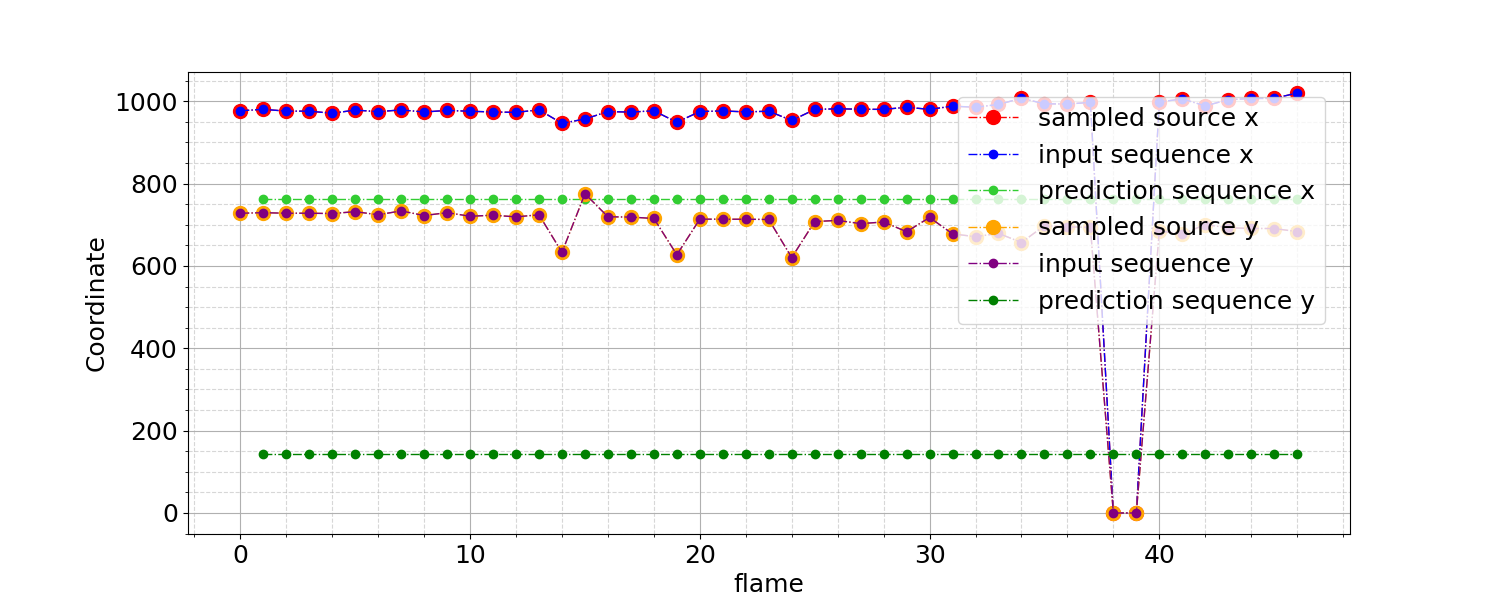 1000
800
600
400
200
0
Coordinate
0 10 20 30 40
flame
sampled source x
input sequence x
prediction sequence x
sampled source y
input sequence y
prediction sequence y